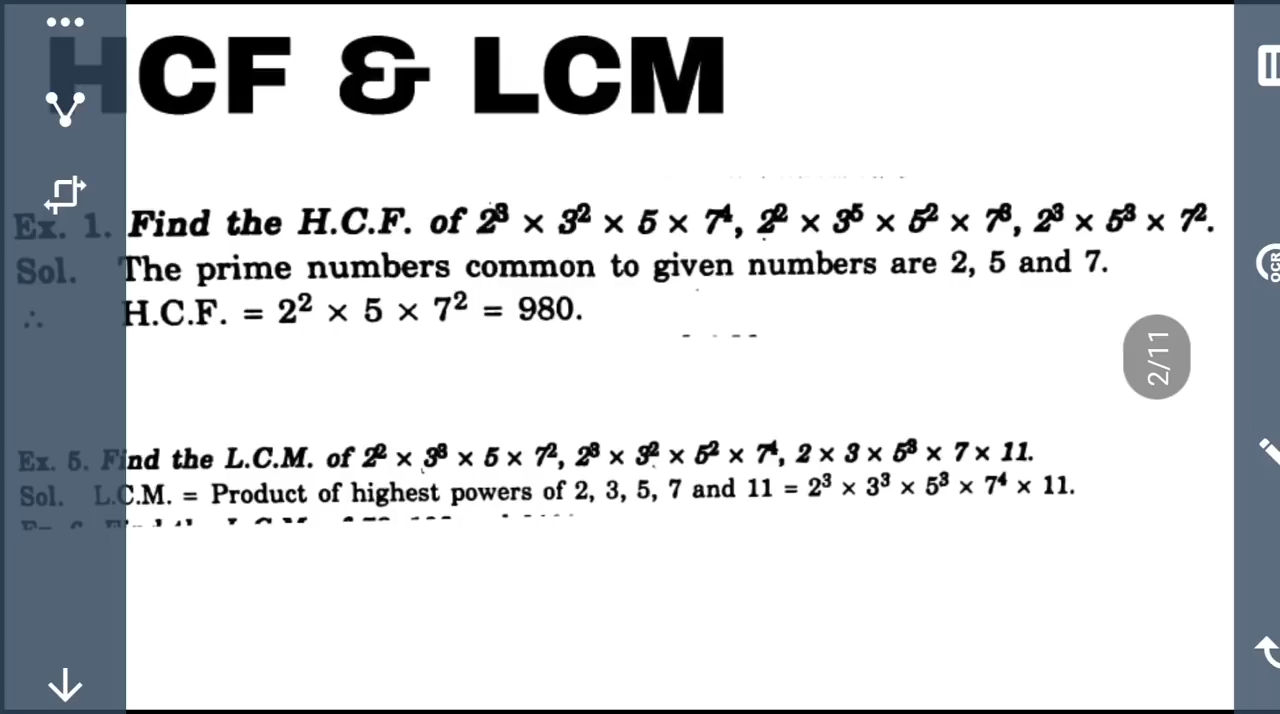 HCF & LCM
Ex. 1. Find the H.C.F. of 2³ × 3² × 5 × 7⁴, 2² × 3⁵ × 5² × 7³, 2³ × 5³ × 7².
Sol. The prime numbers common to given numbers are 2, 5 and 7.
∴ H.C.F. = 2² × 5 × 7² = 980.
2/11
Ex. 5. Find the L.C.M. of 2² × 3³ × 5 × 7², 2³ × 3² × 5² × 7⁴, 2 × 3 × 5³ × 7 × 11.
Sol. L.C.M. = Product of highest powers of 2, 3, 5, 7 and 11 = 2³ × 3³ × 5³ × 7⁴ × 11.
OCR